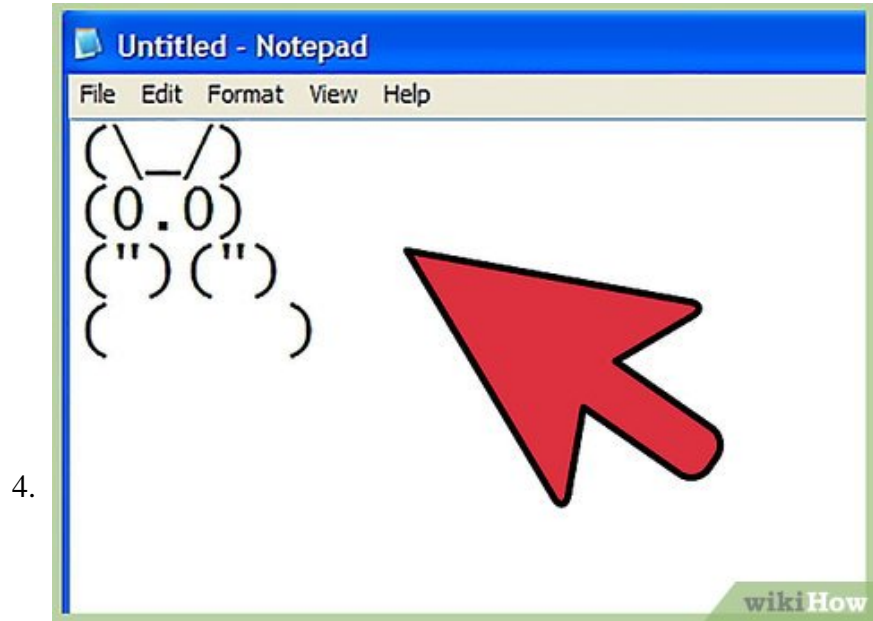 Untitled - Notepad
File Edit Format View Help
(\_/)
(0.0)
(")(")
(      )
4.
wikiHow